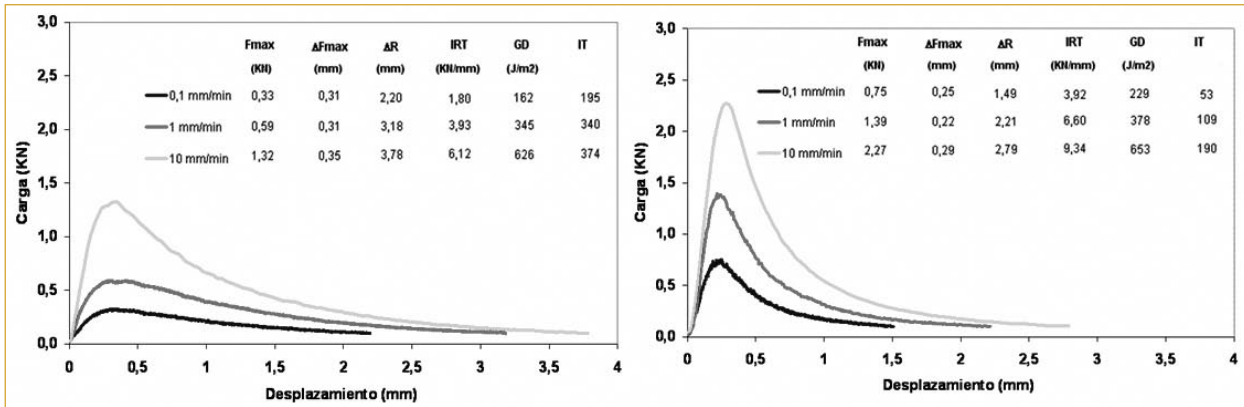 3,0
Fmax ΔFmax ΔR IRT GD IT
(KN) (mm) (mm) (KN/mm) (J/m2)
2,5
0,1 mm/min 0,33 0,31 2,20 1,80 162 195
1 mm/min 0,59 0,31 3,18 3,93 345 340
2,0
10 mm/min 1,32 0,35 3,78 6,12 626 374
1,5
Carga (KN)
1,0
0,5
0,0
0 0,5 1 1,5 2 2,5 3 3,5 4
Desplazamiento (mm)
3,0
Fmax ΔFmax ΔR IRT GD IT
(KN) (mm) (mm) (KN/mm) (J/m2)
2,5
0,1 mm/min 0,75 0,25 1,49 3,92 229 53
1 mm/min 1,39 0,22 2,21 6,60 378 109
2,0
10 mm/min 2,27 0,29 2,79 9,34 653 190
1,5
Carga (KN)
1,0
0,5
0,0
0 0,5 1 1,5 2 2,5 3 3,5 4
Desplazamiento (mm)